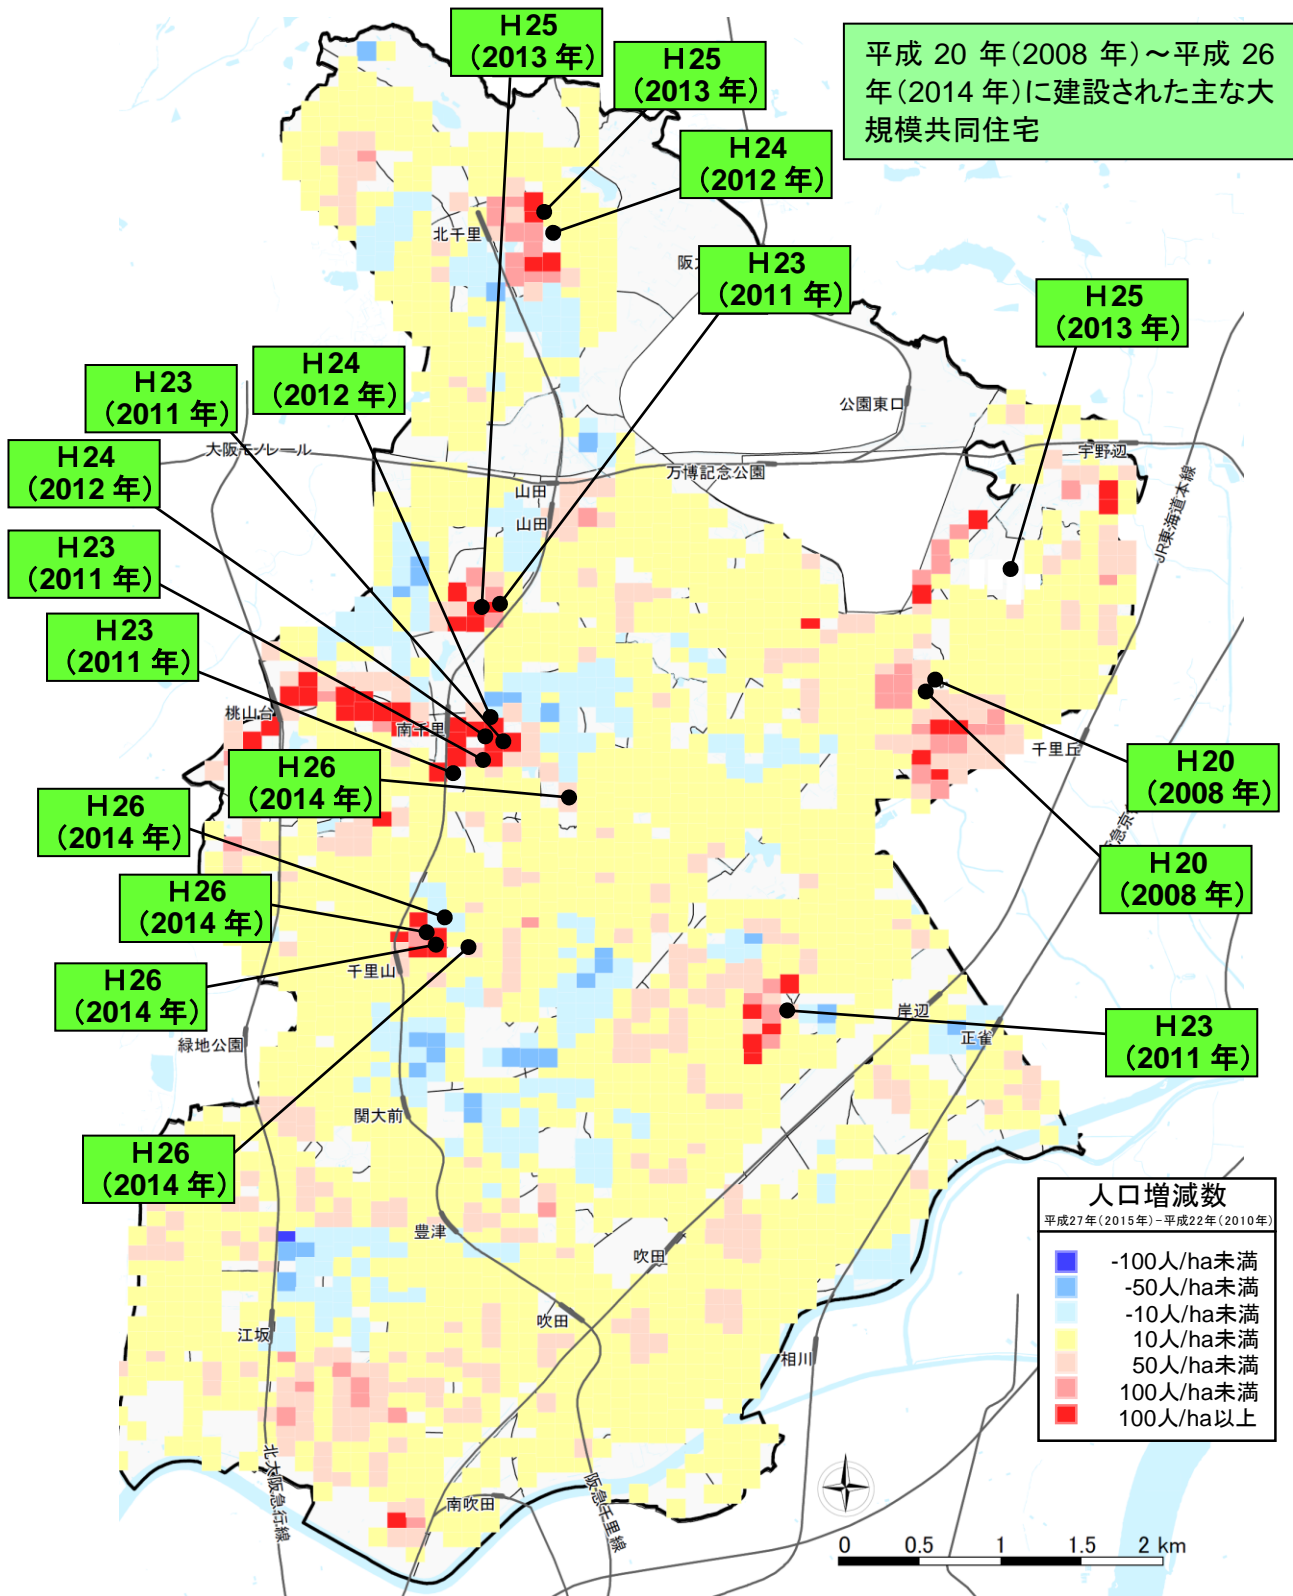 H25
（2013 年）
H25
（2013 年）
平成 20 年（2008 年）～平成 26
年（2014 年）に建設された主な大
規模共同住宅
H24
（2012 年）
北千里
阪
H23
（2011 年）
H25
（2013 年）
H24
（2012 年）
H23
（2011 年）
公園東口
大阪モノレール
宇野辺
H24
（2012 年）
万博記念公園
山田
山田
JR東海道本線
H23
（2011 年）
H23
（2011 年）
桃山台
南千里
千里丘
H26
（2014 年）
H20
（2008 年）
H26
（2014 年）
急京
H20
（2008 年）
H26
（2014 年）
千里山
H26
（2014 年）
岸辺
正雀
H23
（2011 年）
緑地公園
関大前
H26
（2014 年）
豊津
吹田
吹田
江坂
相川
人口増減数
平成27年（2015年）－平成22年（2010年）
-100人/ha未満
-50人/ha未満
-10人/ha未満
10人/ha未満
50人/ha未満
100人/ha未満
100人/ha以上
北大阪急行線
南吹田
阪急千里線
0 0.5 1 1.5 2 km